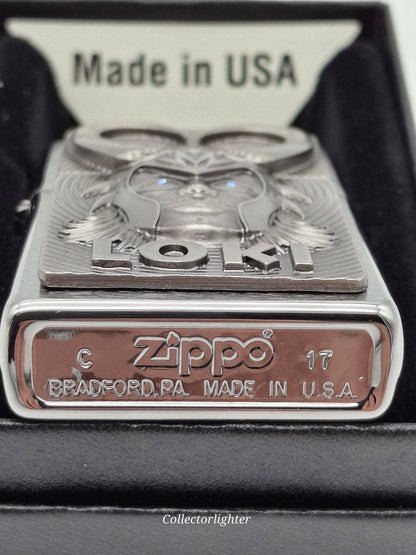 Made in USA
LOKI
C zippo® 17
BRADFORD,PA. MADE IN U.S.A.
Collectorlighter